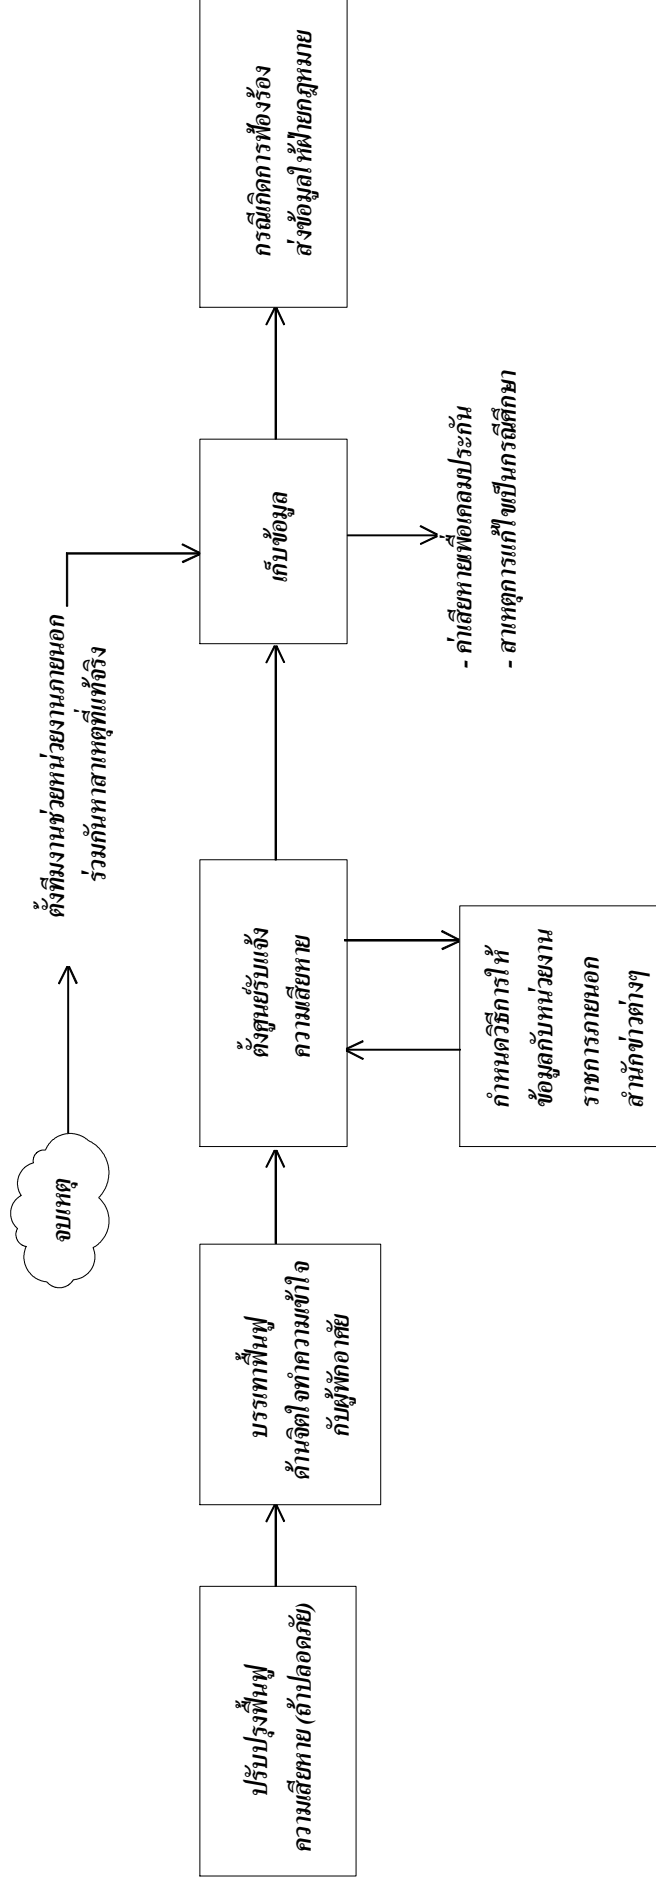 จบเหตุ
ตั้งทีมงานช่วยหน่วยงานภายนอก
ร่วมกันหาสาเหตุที่แท้จริง
ปรับปรุงฟื้นฟู
ความเสียหาย (ถ้าปลอดภัย)
บรรเทาฟื้นฟู
ด้านจิตใจทำความเข้าใจ
กับผู้พักอาศัย
ตั้งศูนย์รับแจ้ง
ความเสียหาย
เก็บข้อมูล
กรณีเกิดการฟ้องร้อง
ส่งข้อมูลให้ฝ่ายกฎหมาย
กำหนดวิธีการให้
ข้อมูลกับหน่วยงาน
ราชการภายนอก
สำนักข่าวต่างๆ
- ค่าเสียหายเพื่อเคลมประกัน
- สาเหตุการแก้ไขเป็นกรณีศึกษา